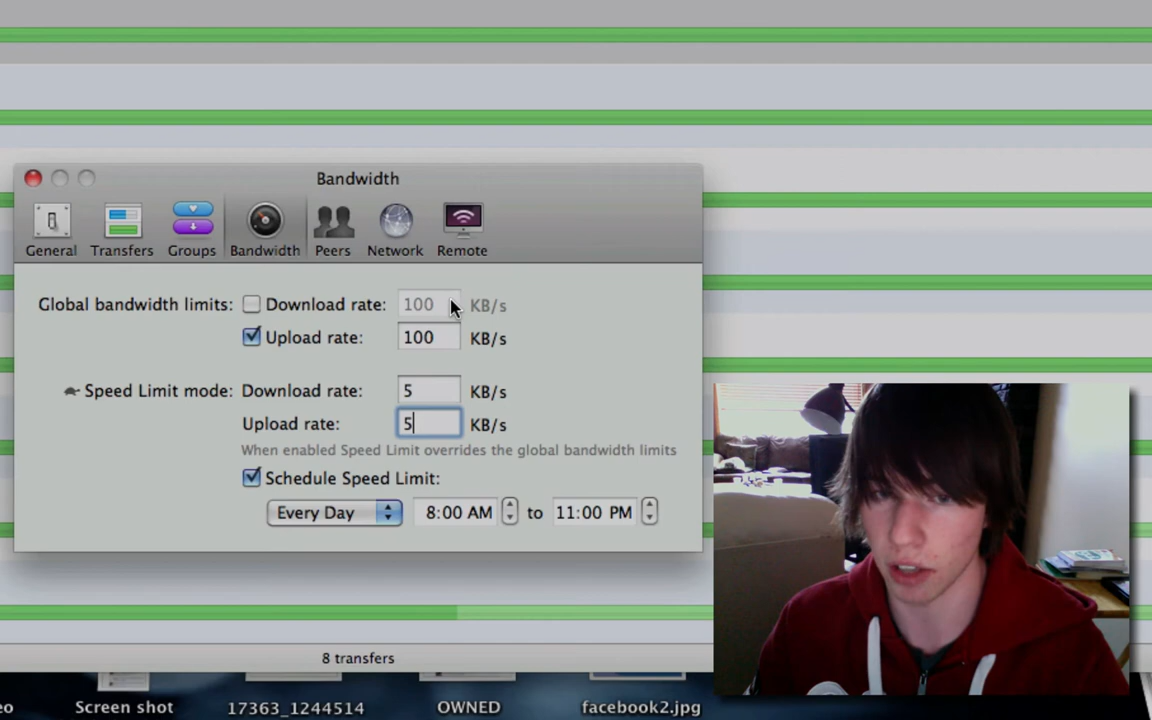 Bandwidth
General Transfers Groups Bandwidth Peers Network Remote
Global bandwidth limits: Download rate: 100 KB/s
Upload rate: 100 KB/s
Speed Limit mode: Download rate: 5 KB/s
Upload rate: 5 KB/s
When enabled Speed Limit overrides the global bandwidth limits
Schedule Speed Limit:
Every Day 8:00 AM to 11:00 PM
8 transfers
eo Screen shot 17363_1244514 OWNED facebook2.jpg